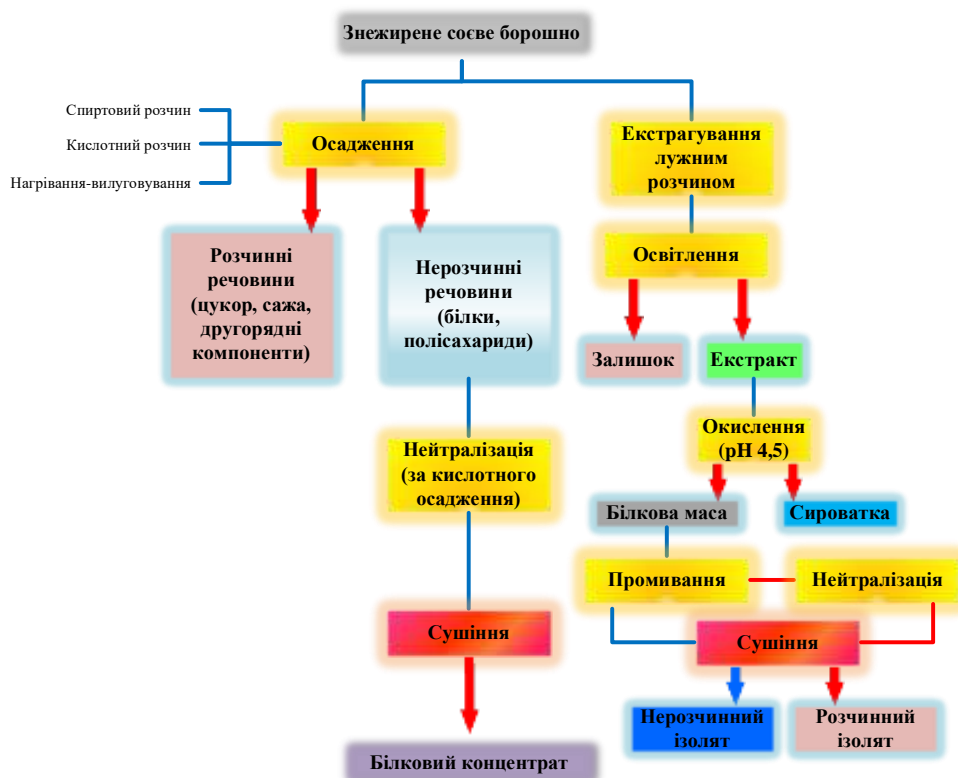 Знежирене соєве борошно
Спиртовий розчин
Кислотний розчин
Нагрівання-вилуговування
Осадження
Екстрагування
лужним
розчином
Розчинні
речовини
(цукор, сажа,
другорядні
компоненти)
Нерозчинні
речовини
(білки,
полісахариди)
Освітлення
Залишок
Екстракт
Нейтралізація
(за кислотного
осадження)
Окислення
(рН 4,5)
Білкова маса
Сироватка
Промивання
Нейтралізація
Сушіння
Сушіння
Нерозчинний
ізолят
Розчинний
ізолят
Білковий концентрат